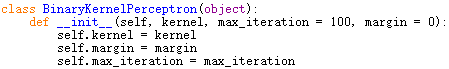 class BinaryKernelPerceptron(object):
    def __init__(self, kernel, max_iteration = 100, margin = 0):
        self.kernel = kernel
        self.margin = margin
        self.max_iteration = max_iteration